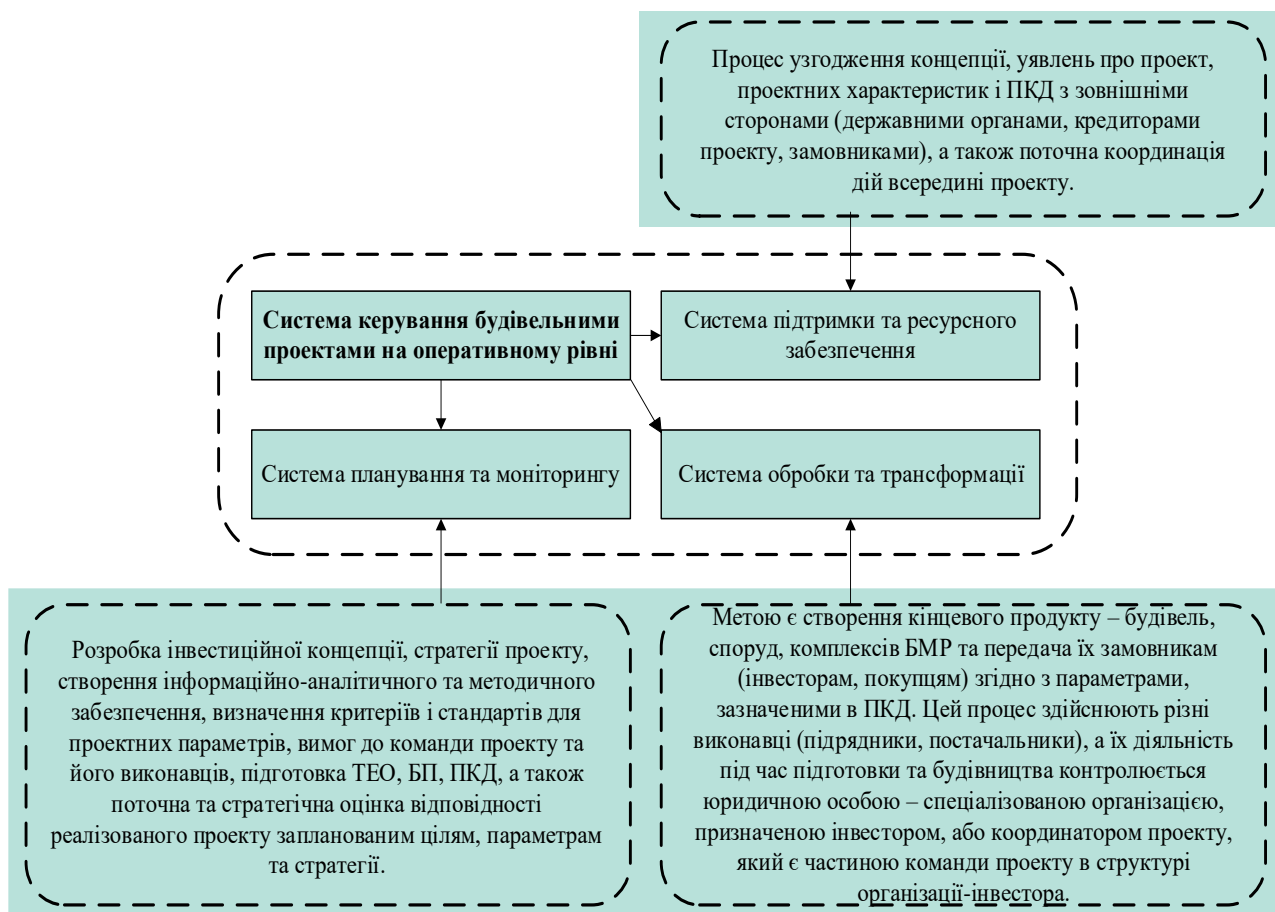 Процес узгодження концепції, уявлень про проект,
проектних характеристик і ПКД з зовнішніми
сторонами (державними органами, кредиторами
проекту, замовниками), а також поточна координація
дій всередині проекту.
Система керування будівельними
проектами на оперативному рівні
Система підтримки та ресурсного
забезпечення
Система планування та моніторингу
Система обробки та трансформації
Розробка інвестиційної концепції, стратегії проекту,
створення інформаційно-аналітичного та методичного
забезпечення, визначення критеріїв і стандартів для
проектних параметрів, вимог до команди проекту та
його виконавців, підготовка ТЕО, БП, ПКД, а також
поточна та стратегічна оцінка відповідності
реалізованого проекту запланованим цілям, параметрам
та стратегії.
Метою є створення кінцевого продукту – будівель,
споруд, комплексів БМР та передача їх замовникам
(інвесторам, покупцям) згідно з параметрами,
зазначеними в ПКД. Цей процес здійснюють різні
виконавці (підрядники, постачальники), а їх діяльність
під час підготовки та будівництва контролюється
юридичною особою – спеціалізованою організацією,
призначеною інвестором, або координатором проекту,
який є частиною команди проекту в структурі
організації-інвестора.